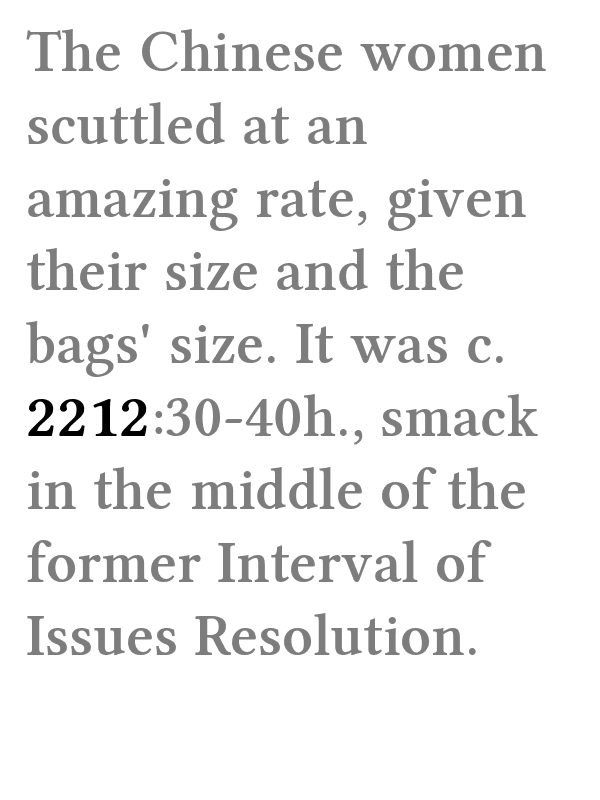 The Chinese women
scuttled at an
amazing rate, given
their size and the
bags' size. It was c.
2212:30-40h., smack
in the middle of the
former Interval of
Issues Resolution.